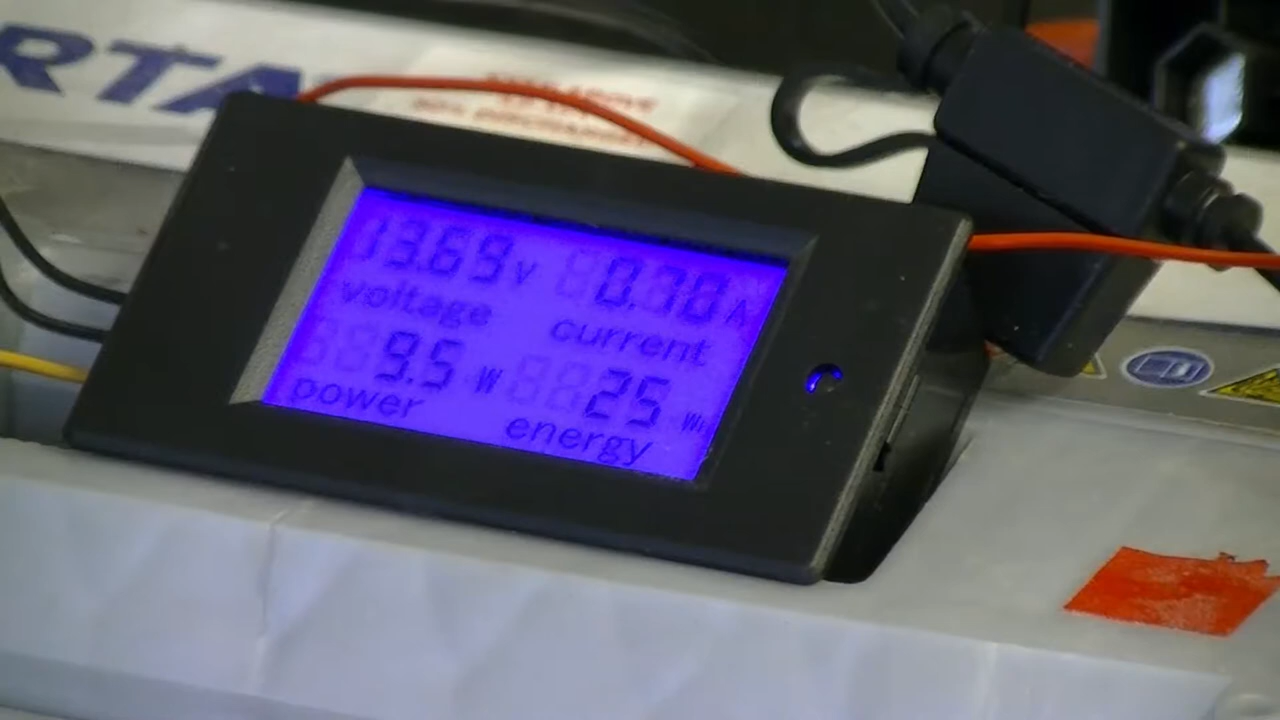 RTA
13.69 V 0.70 A
voltage current
9.5 W 25 Wh
power energy